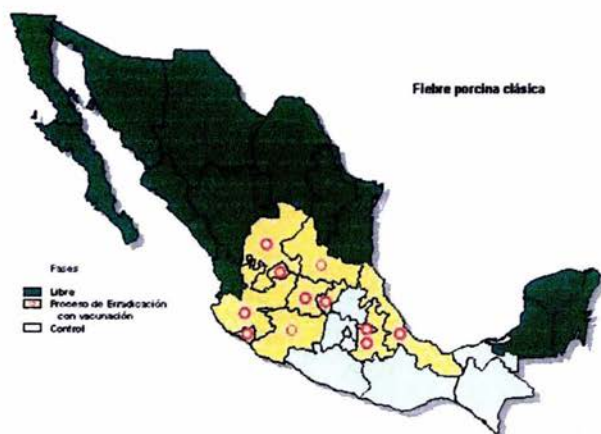 Fiebre porcina clásica
Fases
Libre
Proceso de Erradicación
con vacunación
Control